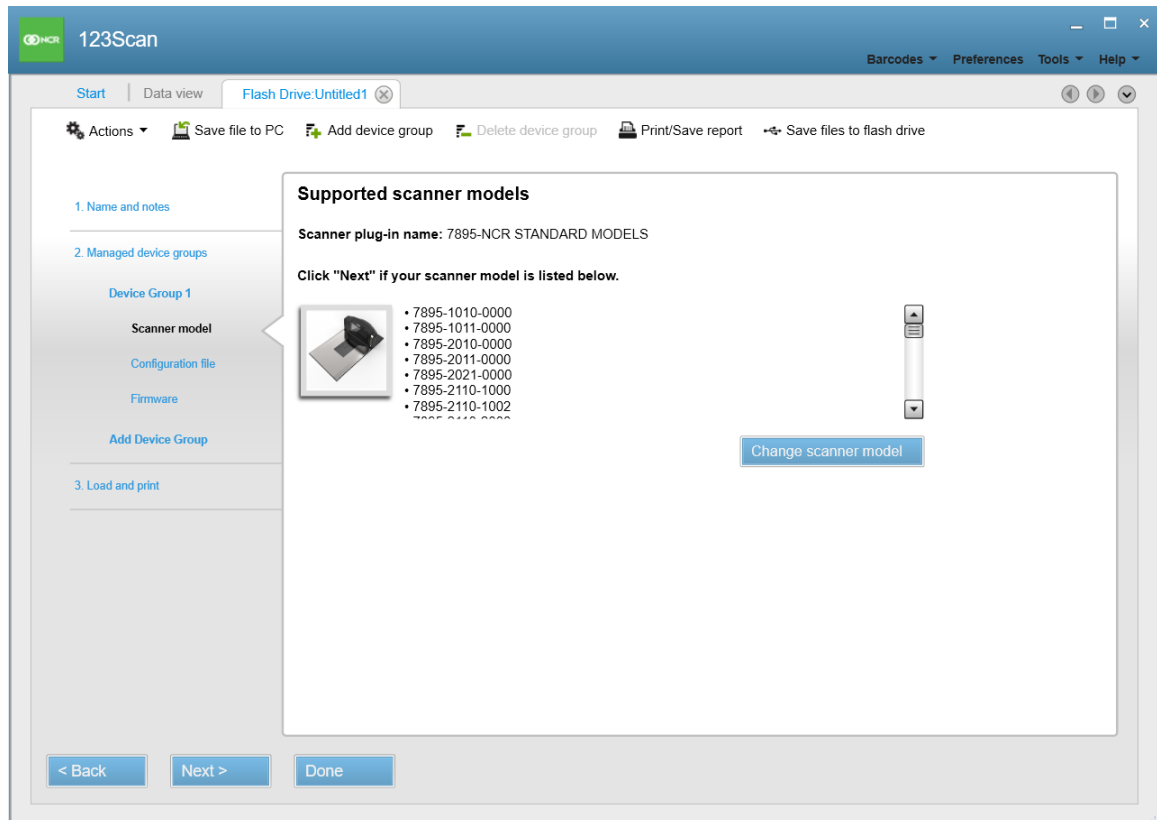 NCR
123Scan
Barcodes Preferences Tools Help
Start Data view Flash Drive:Untitled1
Actions Save file to PC Add device group Delete device group Print/Save report Save files to flash drive
1. Name and notes
2. Managed device groups
Device Group 1
Scanner model
Configuration file
Firmware
Add Device Group
3. Load and print
Supported scanner models
Scanner plug-in name: 7895-NCR STANDARD MODELS
Click "Next" if your scanner model is listed below.
• 7895-1010-0000
• 7895-1011-0000
• 7895-2010-0000
• 7895-2011-0000
• 7895-2021-0000
• 7895-2110-1000
• 7895-2110-1002
Change scanner model
< Back Next > Done